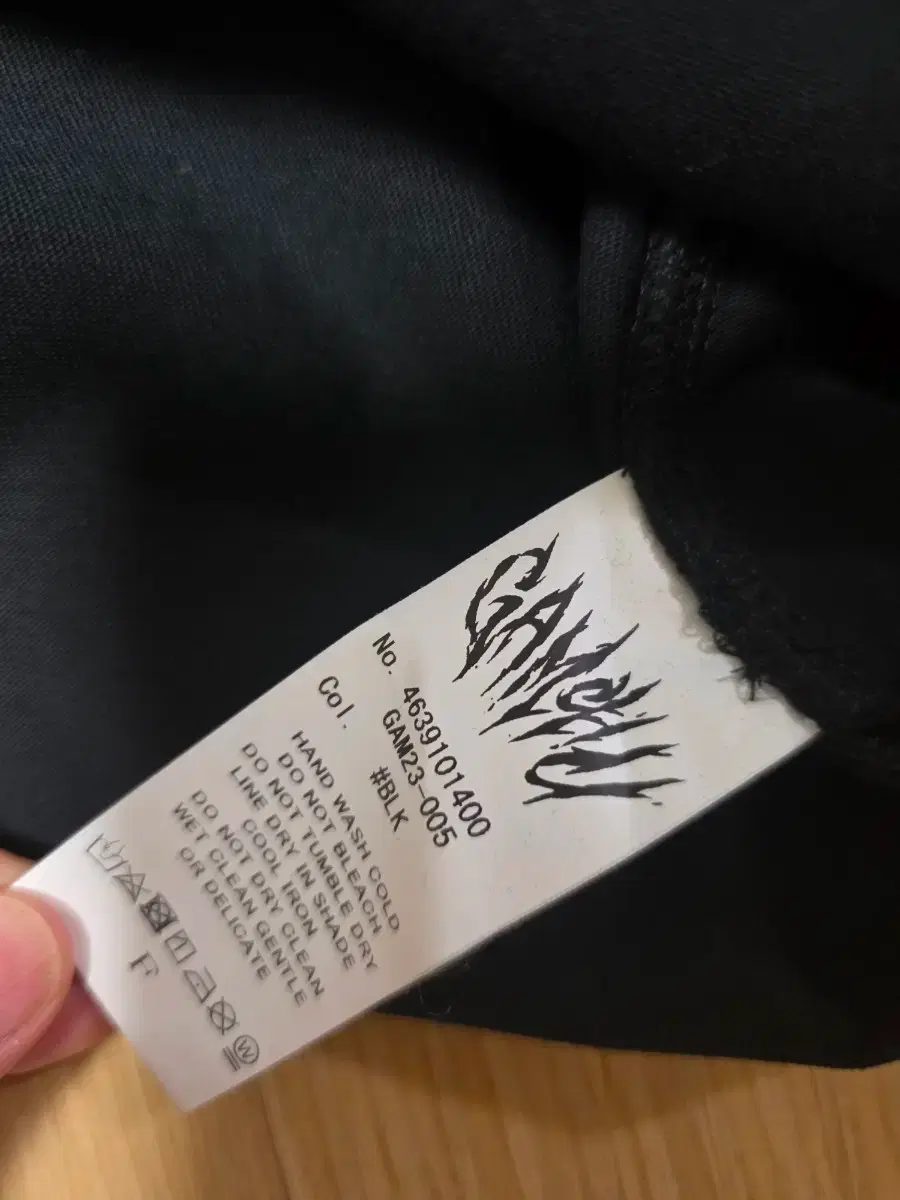 GAMCHU
No. 4639101400
GAM23-005
Col. #BLK
HAND WASH COLD
DO NOT BLEACH
DO NOT TUMBLE DRY
LINE DRY IN SHADE
COOL IRON
DO NOT DRY CLEAN
WET CLEAN GENTLE
OR DELICATE
W
F